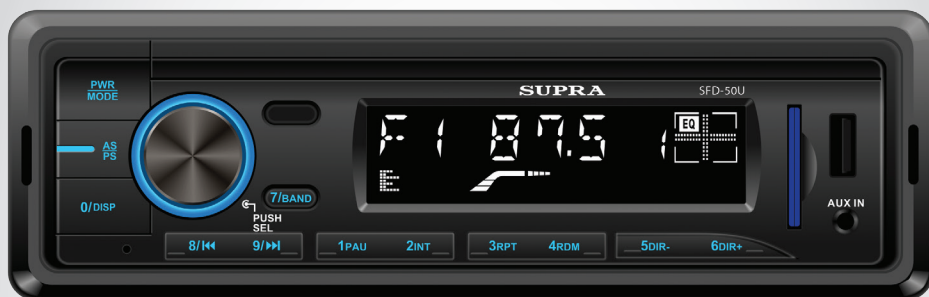 PWR
MODE
SUPRA
SFD-50U
F1 87.5 1
EQ
E
AS
PS
0/DISP
7/BAND
PUSH
SEL
AUX IN
8/⏮
9/⏭
1PAU
2INT
3RPT
4RDM
5DIR-
6DIR+